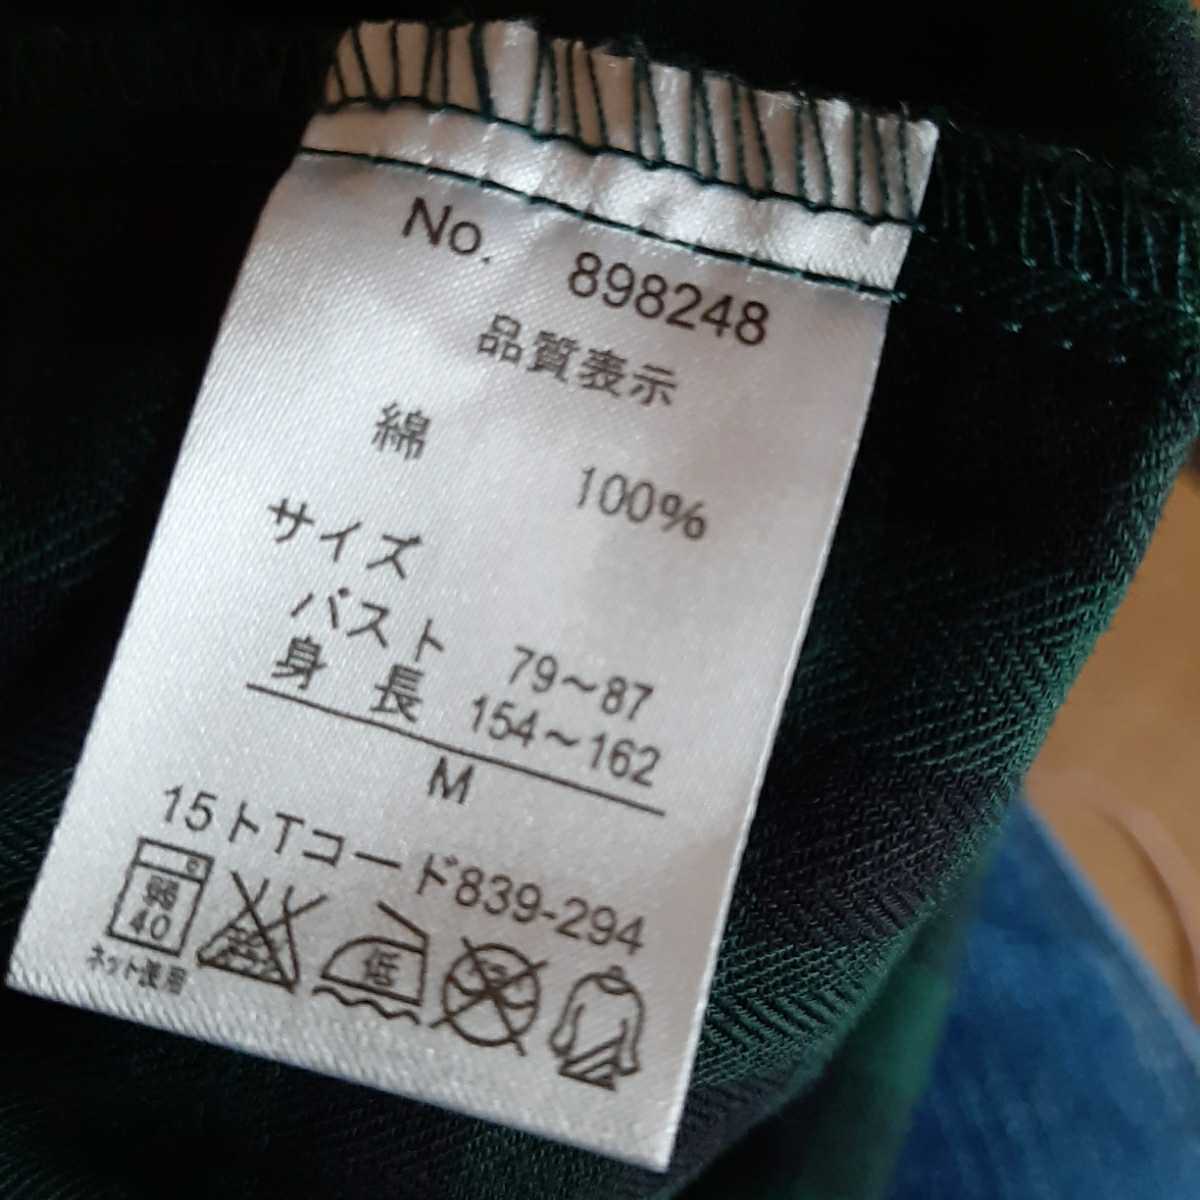 No. 898248
品質表示
綿 100%
サイズ
バスト 79~87
身長 154~162
M
15トTコード839-294
弱
40
低
ネット使用